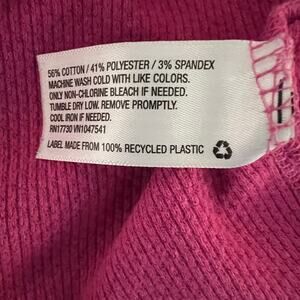 56% COTTON / 41% POLYESTER / 3% SPANDEX
MACHINE WASH COLD WITH LIKE COLORS.
ONLY NON-CHLORINE BLEACH IF NEEDED.
TUMBLE DRY LOW. REMOVE PROMPTLY.
COOL IRON IF NEEDED.
RN17730 VN1047541
LABEL MADE FROM 100% RECYCLED PLASTIC